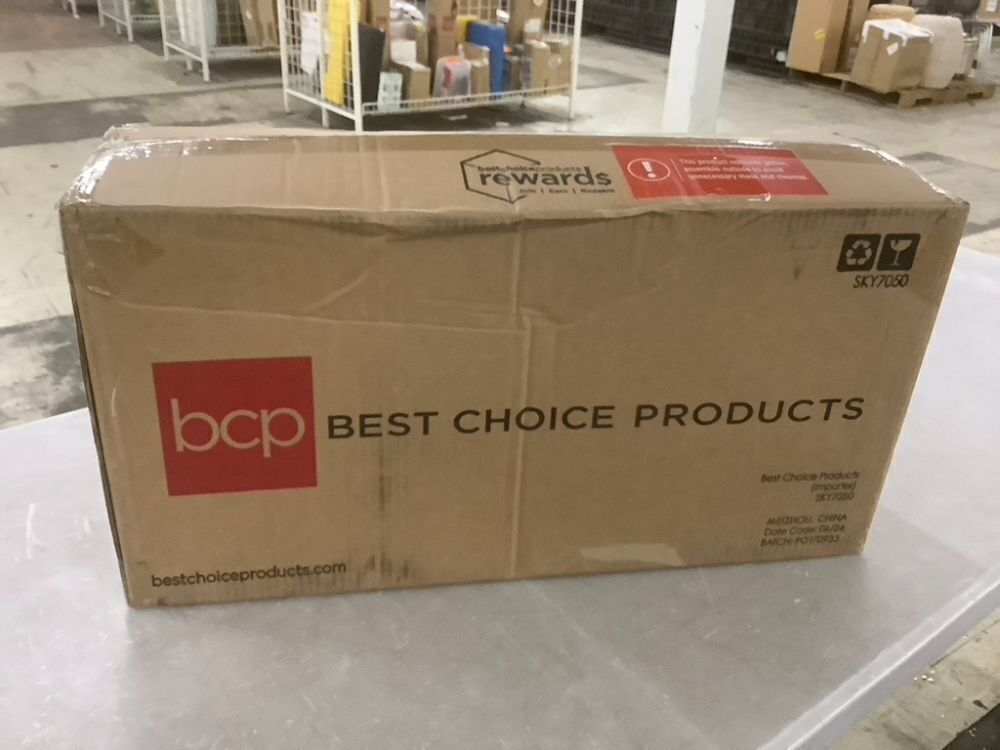 bestchoiceproducts
rewards
Join | Earn | Redeem
This product contains glitter
assemble outside to avoid
unnecessary mess and cleanup.
SKY7050
bcp BEST CHOICE PRODUCTS
Best Choice Products
(Importer)
SKY7050
MEIZHOU, CHINA
Date Code: 06/24
BATCH: PO170933
bestchoiceproducts.com